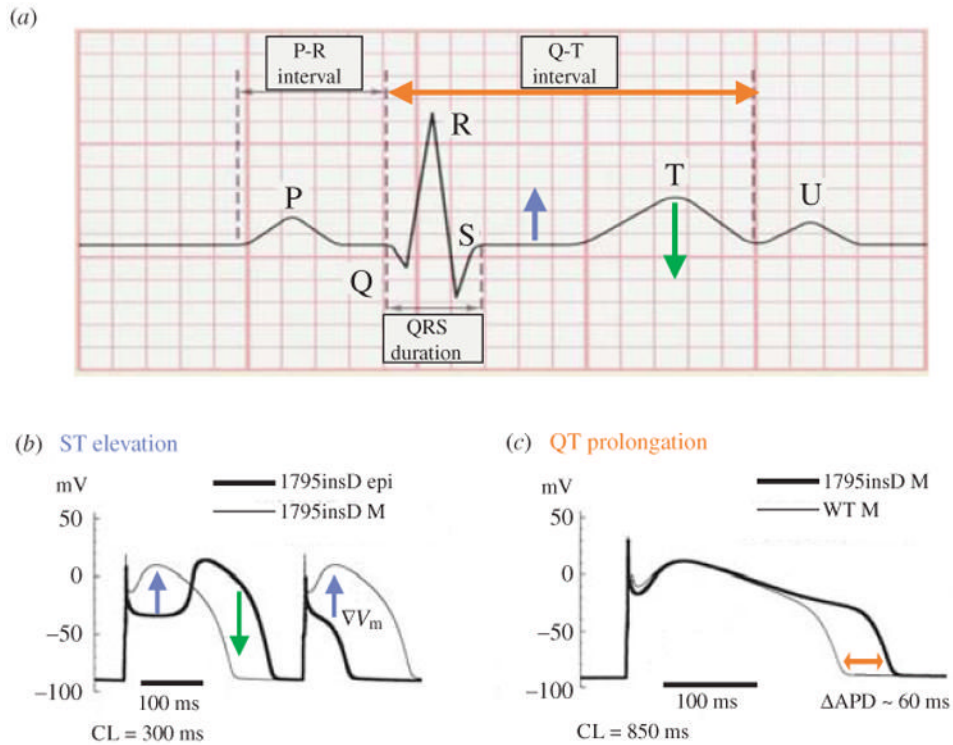 (a)
P-R
interval
Q-T
interval
R
P
T
U
S
Q
QRS
duration
(b) ST elevation
1795insD epi
1795insD M
mV
50
0
−50
−100
∇Vm
100 ms
CL = 300 ms
(c) QT prolongation
1795insD M
WT M
mV
50
0
−50
−100
100 ms
ΔAPD ~ 60 ms
CL = 850 ms